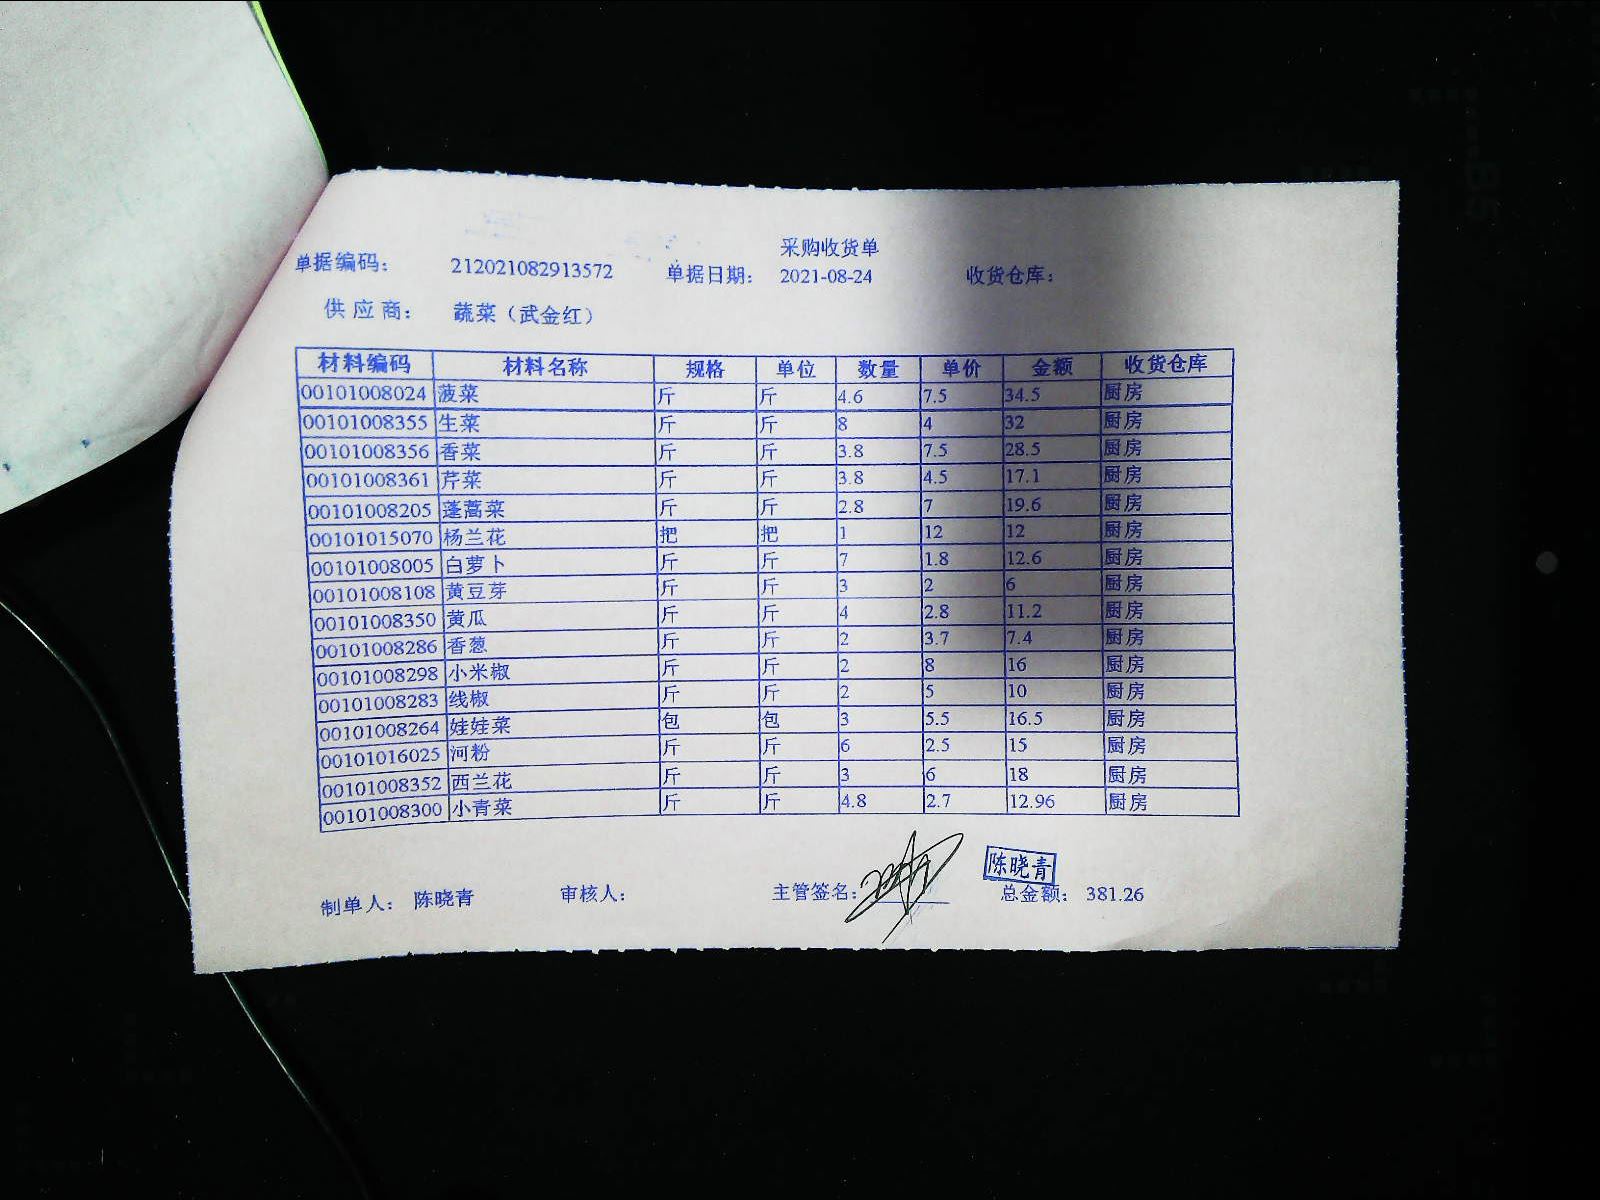 采购收货单
单据编码： 212021082913572 单据日期： 2021-08-24 收货仓库：
供 应 商： 蔬菜（武金红）
材料编码 材料名称 规格 单位 数量 单价 金额 收货仓库
00101008024 菠菜 斤 斤 4.6 7.5 34.5 厨房
00101008355 生菜 斤 斤 8 4 32 厨房
00101008356 香菜 斤 斤 3.8 7.5 28.5 厨房
00101008361 芹菜 斤 斤 3.8 4.5 17.1 厨房
00101008205 蓬蒿菜 斤 斤 2.8 7 19.6 厨房
00101015070 杨兰花 把 把 1 12 12 厨房
00101008005 白萝卜 斤 斤 7 1.8 12.6 厨房
00101008108 黄豆芽 斤 斤 3 2 6 厨房
00101008350 黄瓜 斤 斤 4 2.8 11.2 厨房
00101008286 香葱 斤 斤 2 3.7 7.4 厨房
00101008298 小米椒 斤 斤 2 8 16 厨房
00101008283 线椒 斤 斤 2 5 10 厨房
00101008264 娃娃菜 包 包 3 5.5 16.5 厨房
00101016025 河粉 斤 斤 6 2.5 15 厨房
00101008352 西兰花 斤 斤 3 6 18 厨房
00101008300 小青菜 斤 斤 4.8 2.7 12.96 厨房
陈晓青
制单人： 陈晓青 审核人： 主管签名： 总金额： 381.26